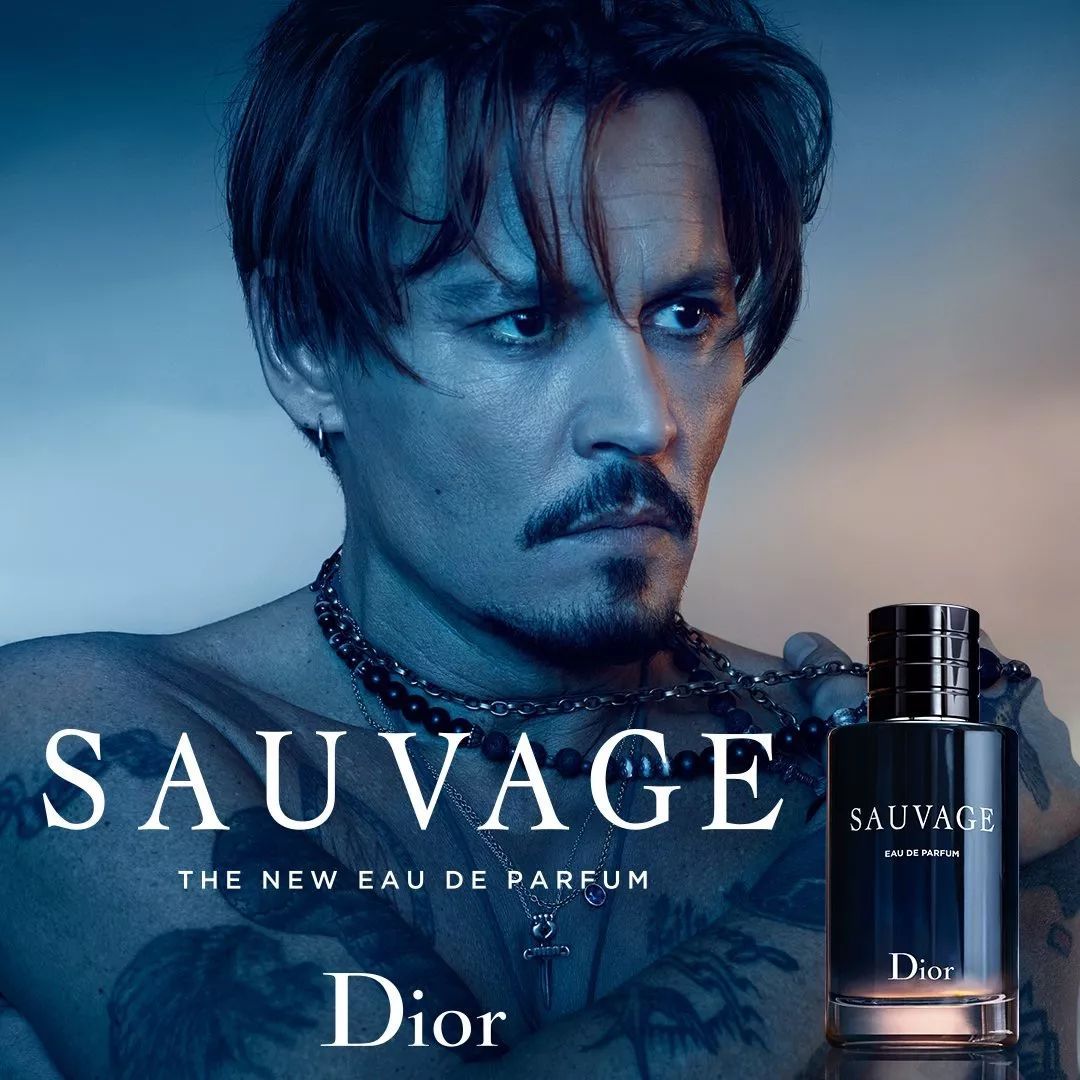 SAUVAGE
THE NEW EAU DE PARFUM
Dior
SAUVAGE
EAU DE PARFUM
Dior